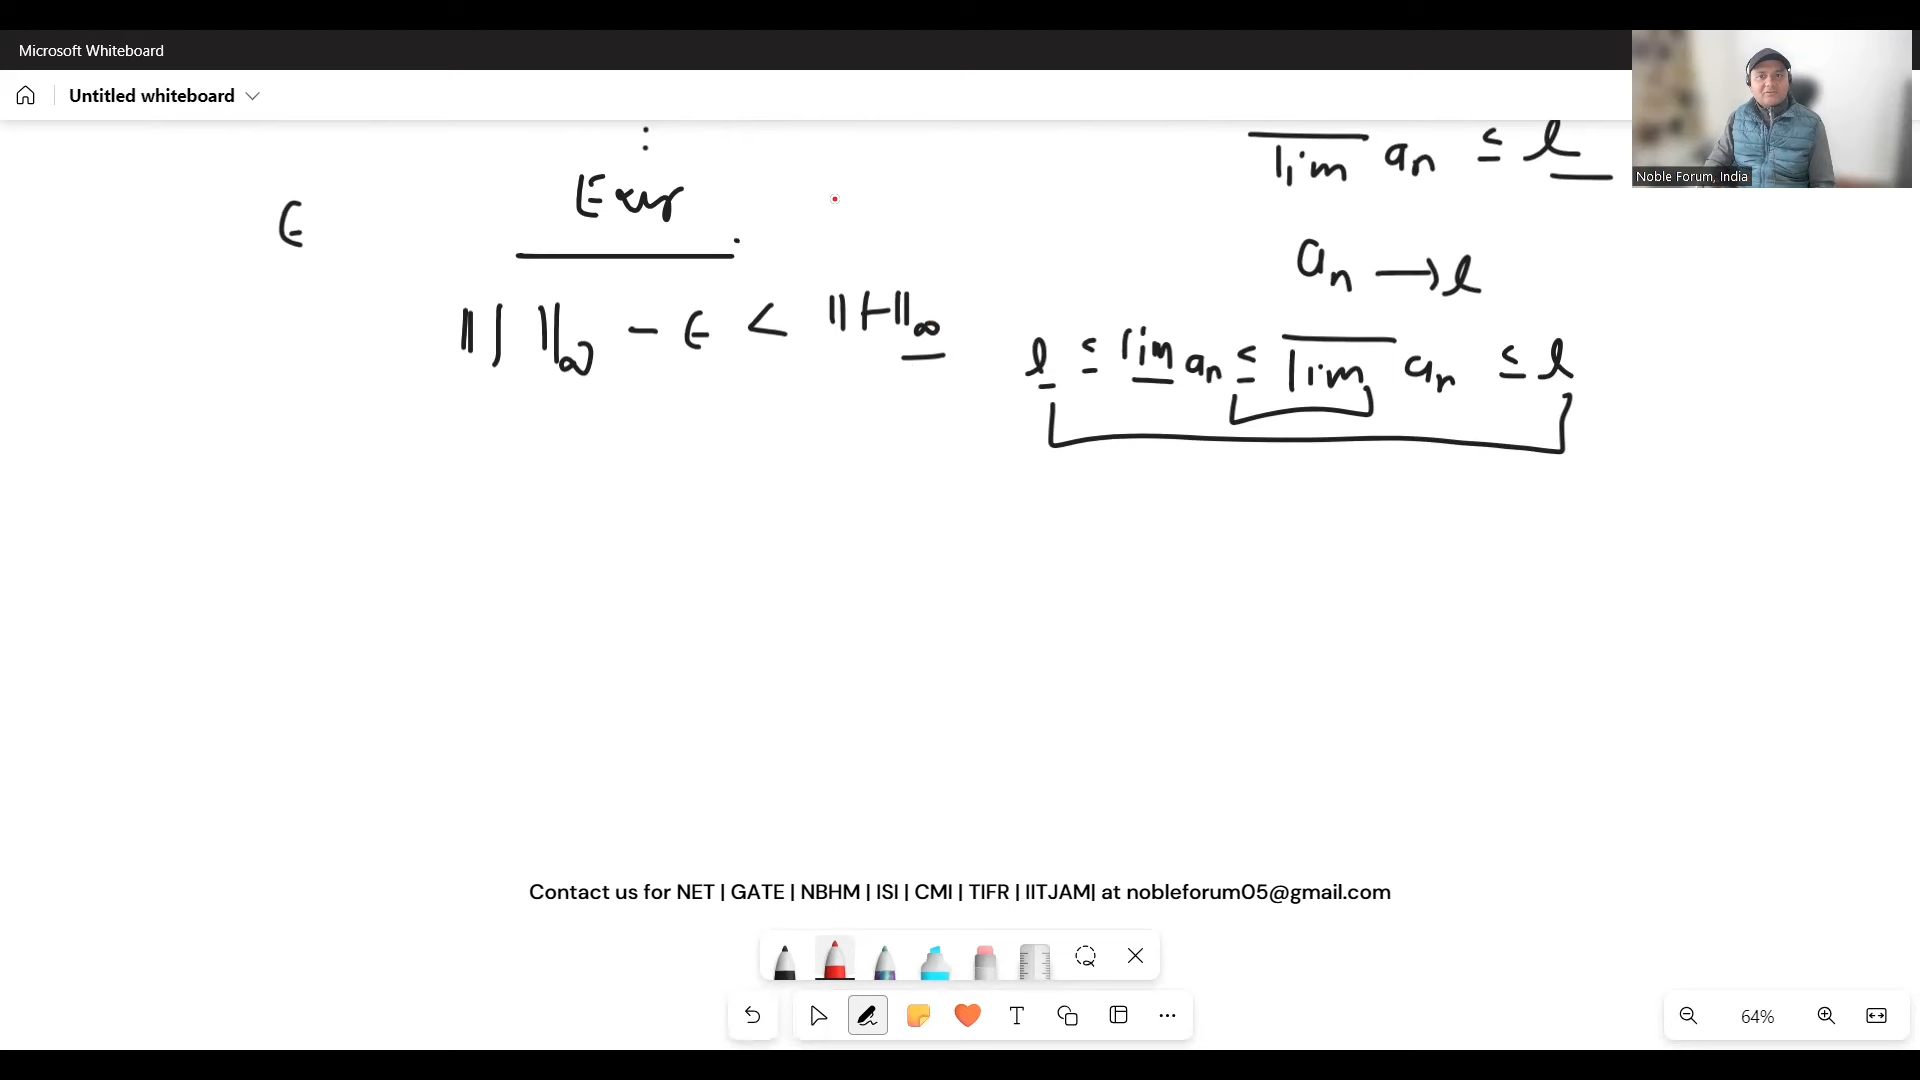 Microsoft Whiteboard
Untitled whiteboard
Noble Forum, India
lim aₙ ≤ l
∈
aₙ → l
‖f‖∞ − ∈ < ‖f‖∞
l ≤ lim aₙ ≤ lim aₙ ≤ l
Contact us for NET | GATE | NBHM | ISI | CMI | TIFR | IITJAM| at nobleforum05@gmail.com
T
64%